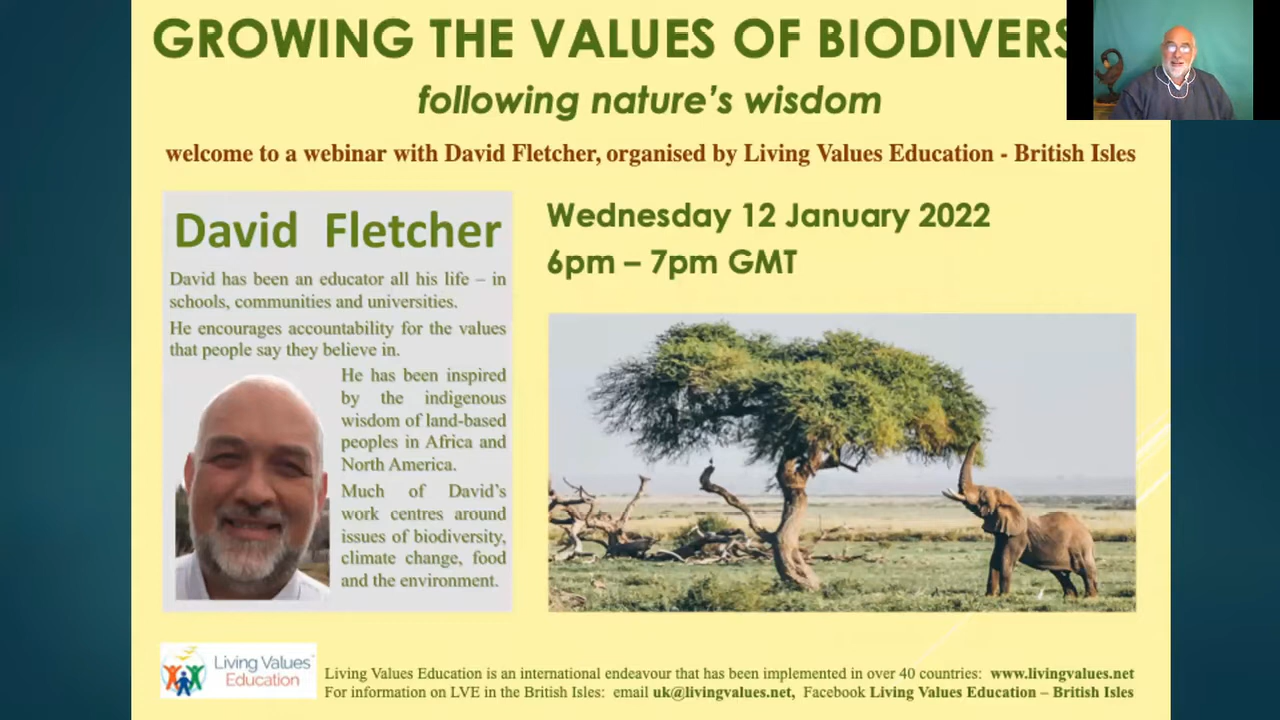 GROWING THE VALUES OF BIODIVERS
following nature's wisdom
welcome to a webinar with David Fletcher, organised by Living Values Education - British Isles
David Fletcher
David has been an educator all his life – in
schools, communities and universities.
He encourages accountability for the values
that people say they believe in.
He has been inspired
by the indigenous
wisdom of land-based
peoples in Africa and
North America.
Much of David's
work centres around
issues of biodiversity,
climate change, food
and the environment.
Wednesday 12 January 2022
6pm – 7pm GMT
Living Values
Education
Living Values Education is an international endeavour that has been implemented in over 40 countries: www.livingvalues.net
For information on LVE in the British Isles: email uk@livingvalues.net, Facebook Living Values Education – British Isles